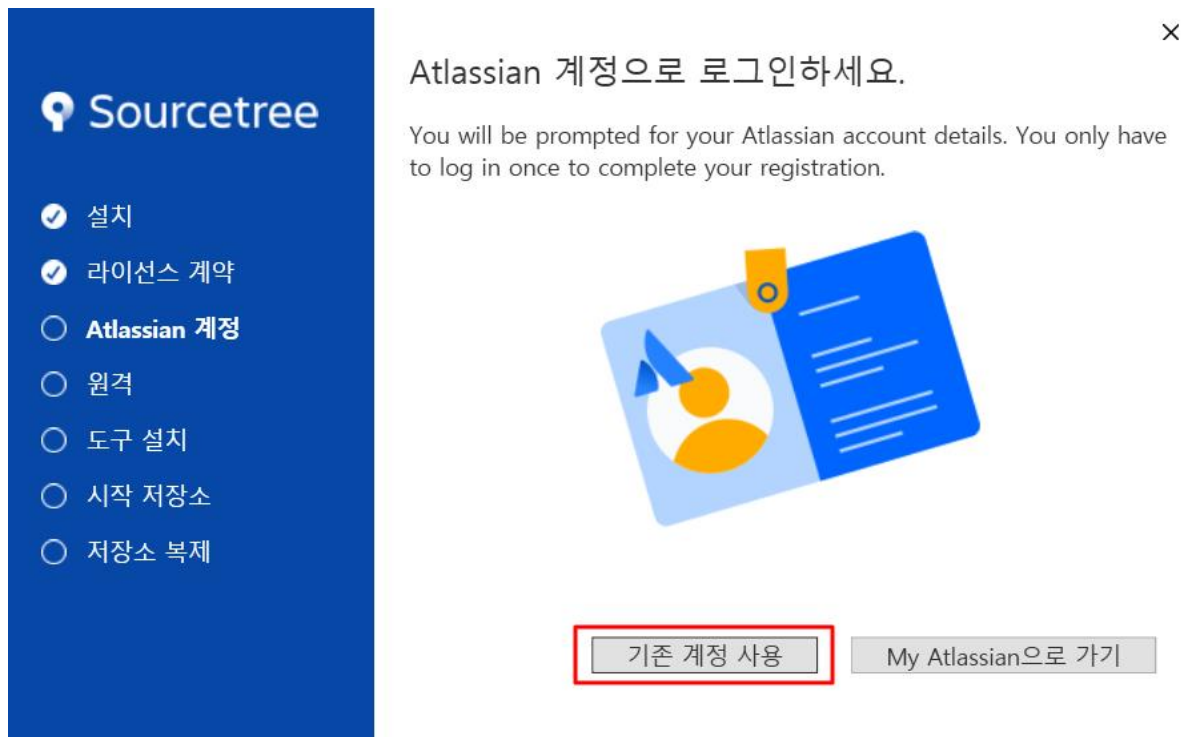 Sourcetree
설치
라이선스 계약
Atlassian 계정
원격
도구 설치
시작 저장소
저장소 복제
Atlassian 계정으로 로그인하세요.
You will be prompted for your Atlassian account details. You only have
to log in once to complete your registration.
기존 계정 사용
My Atlassian으로 가기